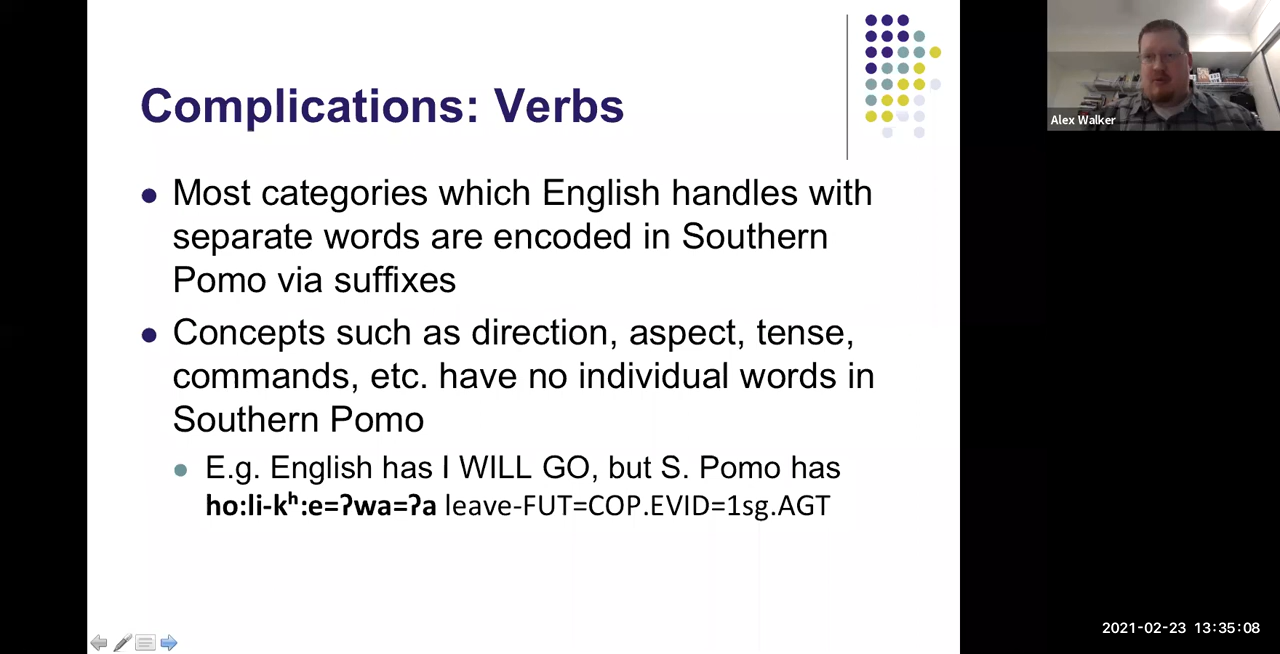 Complications: Verbs
Most categories which English handles with
separate words are encoded in Southern
Pomo via suffixes
Concepts such as direction, aspect, tense,
commands, etc. have no individual words in
Southern Pomo
E.g. English has I WILL GO, but S. Pomo has
ho:li-kʰ:e=ʔwa=ʔa leave-FUT=COP.EVID=1sg.AGT
Alex Walker
2021-02-23 13:35:08